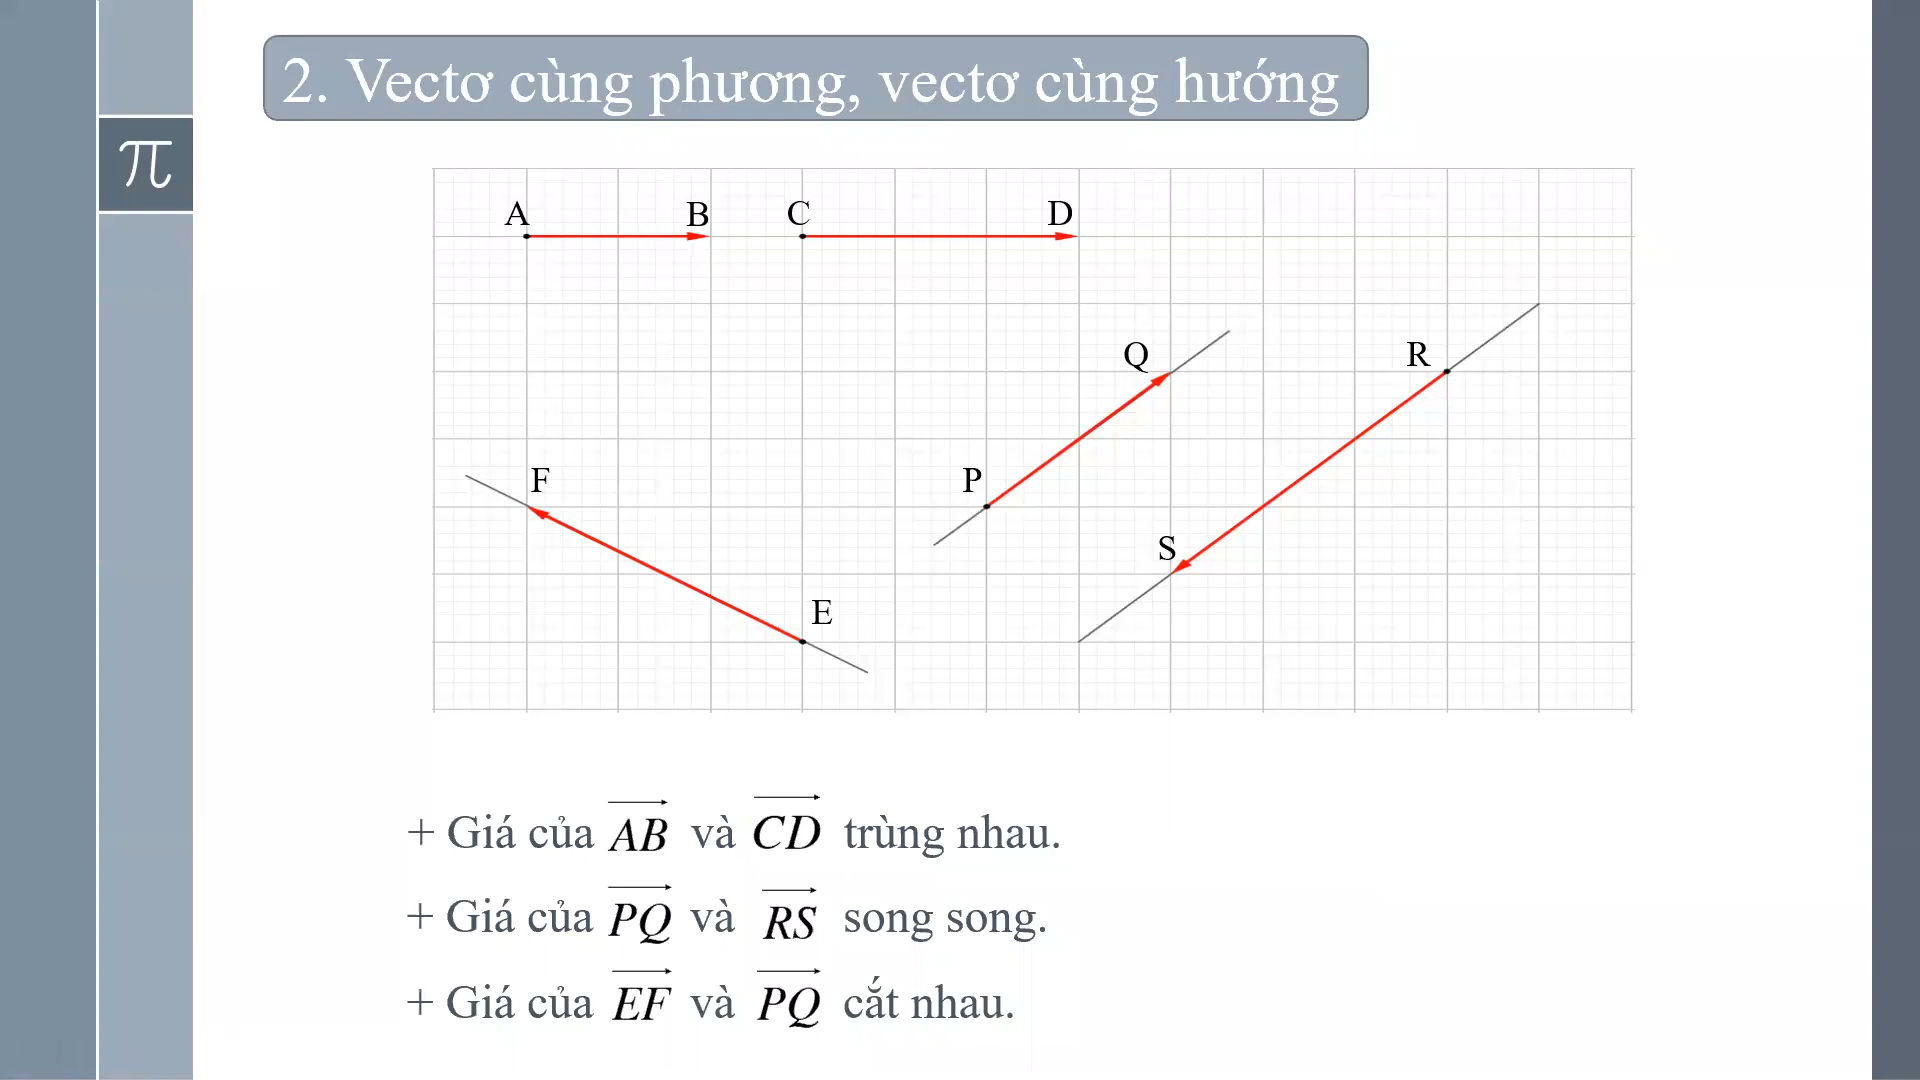 2. Vectơ cùng phương, vectơ cùng hướng
π
A B C D
Q R
F P
S
E
+ Giá của AB và CD trùng nhau.
+ Giá của PQ và RS song song.
+ Giá của EF và PQ cắt nhau.